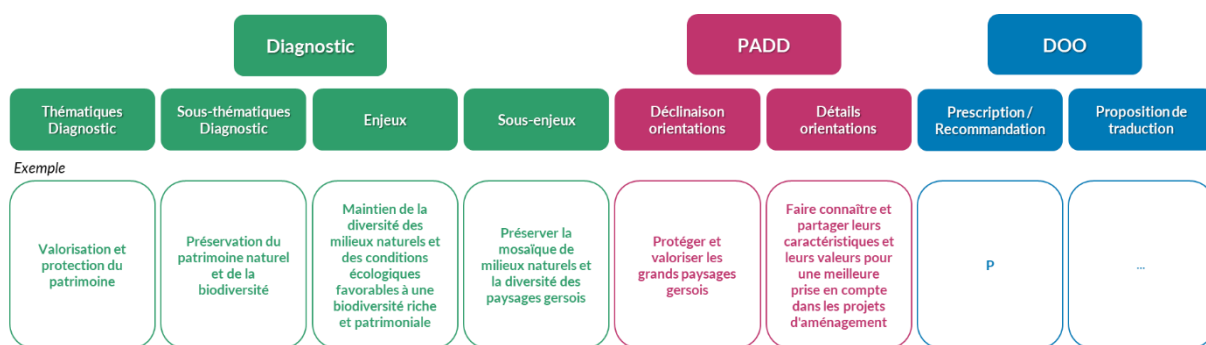 Diagnostic
PADD
DOO
Thématiques
Diagnostic
Sous-thématiques
Diagnostic
Enjeux
Sous-enjeux
Déclinaison
orientations
Détails
orientations
Prescription /
Recommandation
Proposition de
traduction
Exemple
Valorisation et
protection du
patrimoine
Préservation du
patrimoine naturel
et de la
biodiversité
Maintien de la
diversité des
milieux naturels et
des conditions
écologiques
favorables à une
biodiversité riche
et patrimoniale
Préserver la
mosaïque de
milieux naturels et
la diversité des
paysages gersois
Protéger et
valoriser les
grands paysages
gersois
Faire connaître et
partager leurs
caractéristiques et
leurs valeurs pour
une meilleure
prise en compte
dans les projets
d'aménagement
P
...